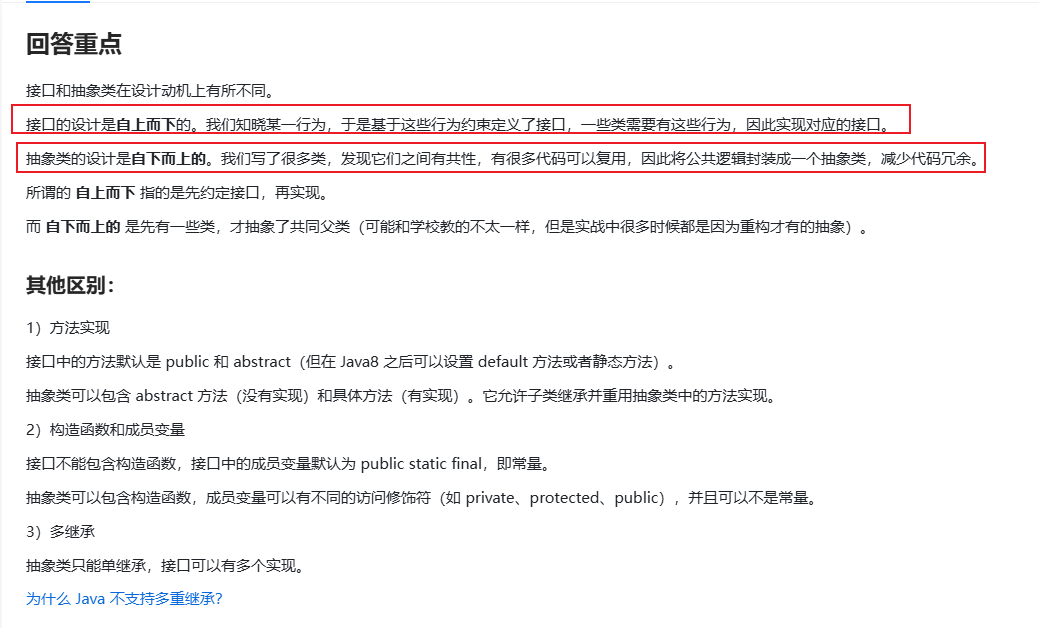 回答重点
接口和抽象类在设计动机上有所不同。
接口的设计是自上而下的。我们知晓某一行为，于是基于这些行为约束定义了接口，一些类需要有这些行为，因此实现对应的接口。
抽象类的设计是自下而上的。我们写了很多类，发现它们之间有共性，有很多代码可以复用，因此将公共逻辑封装成一个抽象类，减少代码冗余。
所谓的 自上而下 指的是先约定接口，再实现。
而 自下而上的 是先有一些类，才抽象了共同父类（可能和学校教的不太一样，但是实战中很多时候都是因为重构才有的抽象）。
其他区别：
1）方法实现
接口中的方法默认是 public 和 abstract（但在 Java8 之后可以设置 default 方法或者静态方法）。
抽象类可以包含 abstract 方法（没有实现）和具体方法（有实现）。它允许子类继承并重用抽象类中的方法实现。
2）构造函数和成员变量
接口不能包含构造函数，接口中的成员变量默认为 public static final，即常量。
抽象类可以包含构造函数，成员变量可以有不同的访问修饰符（如 private、protected、public），并且可以不是常量。
3）多继承
抽象类只能单继承，接口可以有多个实现。
为什么 Java 不支持多重继承？